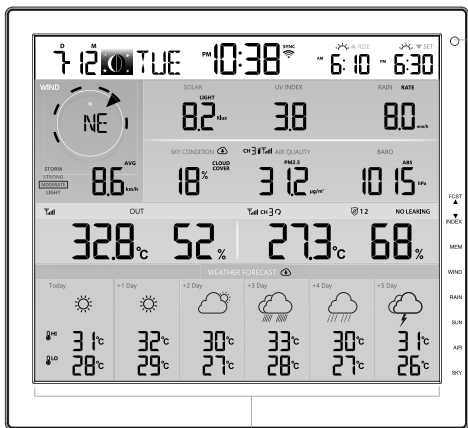 D M
7 12 TUE PM 10:38 SYNC RISE AM 6:10 SET PM 6:30
WIND SOLAR UV INDEX RAIN RATE
N LIGHT
NE 8.2 Klux 3.8 8.0 mm/h
SKY CONDITION CH 3 AIR QUALITY BARO
STORM AVG CLOUD COVER PM2.5 ABS
STRONG
MODERATE 8.6 km/h 18 % 31.2 µg/m³ 1015 hPa
LIGHT
OUT CH 3 1 2 NO LEAKING
32.8 °C 52 % 27.3 °C 68 %
WEATHER FORECAST
Today +1 Day +2 Day +3 Day +4 Day +5 Day
HI 31°C 32°C 30°C 33°C 30°C 31°C
LO 28°C 29°C 27°C 28°C 27°C 26°C
FCST
INDEX
MEM
WIND
RAIN
SUN
AIR
SKY